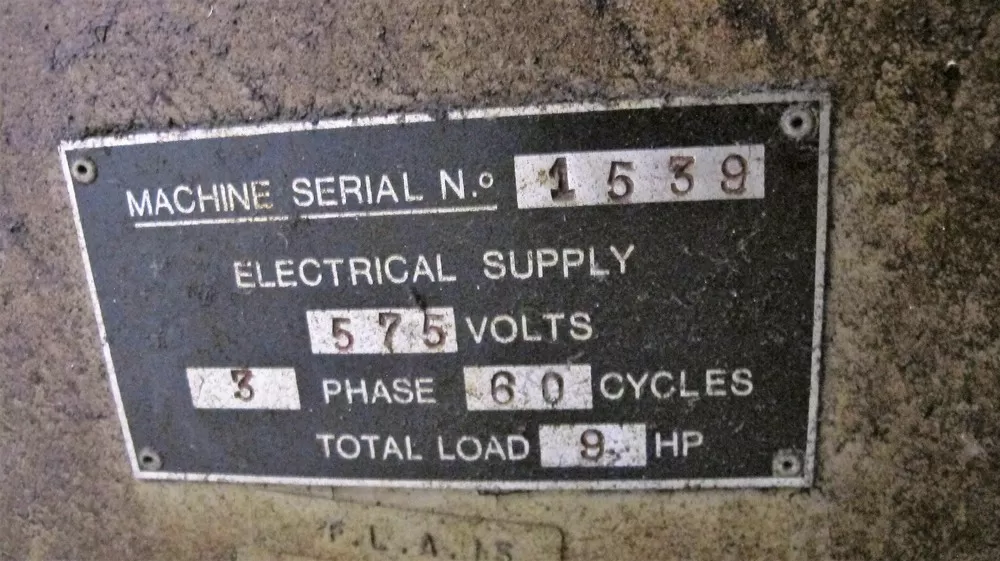 MACHINE SERIAL N.º 1539
ELECTRICAL SUPPLY
575 VOLTS
3 PHASE 60 CYCLES
TOTAL LOAD 9 HP
F.L.A. 15